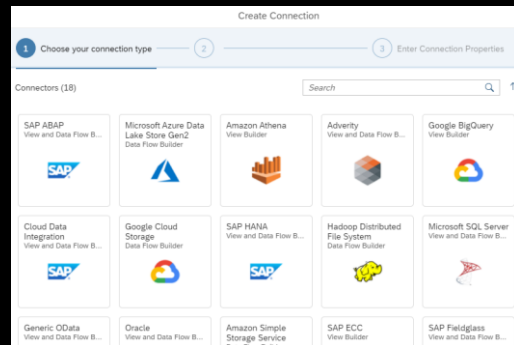 Create Connection
1 Choose your connection type 2 3 Enter Connection Properties
Connectors (18) Search
SAP ABAP
View and Data Flow B...
SAP
Microsoft Azure Data
Lake Store Gen2
Data Flow Builder
Amazon Athena
View Builder
Adverity
View and Data Flow B...
Google BigQuery
View Builder
Cloud Data
Integration
View and Data Flow B...
SAP
Google Cloud
Storage
Data Flow Builder
SAP HANA
View and Data Flow B...
SAP
Hadoop Distributed
File System
Data Flow Builder
Microsoft SQL Server
View and Data Flow B...
Generic OData
View and Data Flow B...
Oracle
View and Data Flow B...
Amazon Simple
Storage Service
SAP ECC
View Builder
SAP Fieldglass
View and Data Flow B...